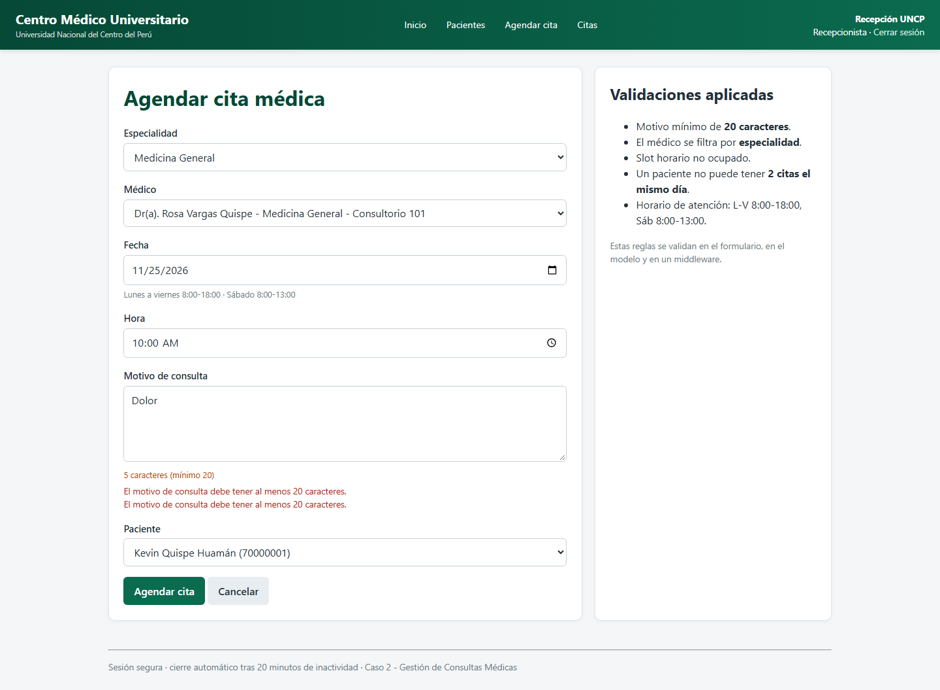 Centro Médico Universitario
Universidad Nacional del Centro del Perú
Inicio
Pacientes
Agendar cita
Citas
Recepción UNCP
Recepcionista · Cerrar sesión
Agendar cita médica
Especialidad
Medicina General
Médico
Dr(a). Rosa Vargas Quispe - Medicina General - Consultorio 101
Fecha
11/25/2026
Lunes a viernes 8:00-18:00 · Sábado 8:00-13:00
Hora
10:00 AM
Motivo de consulta
Dolor
5 caracteres (mínimo 20)
El motivo de consulta debe tener al menos 20 caracteres.
El motivo de consulta debe tener al menos 20 caracteres.
Paciente
Kevin Quispe Huamán (70000001)
Agendar cita
Cancelar
Validaciones aplicadas
Motivo mínimo de 20 caracteres.
El médico se filtra por especialidad.
Slot horario no ocupado.
Un paciente no puede tener 2 citas el
mismo día.
Horario de atención: L-V 8:00-18:00,
Sáb 8:00-13:00.
Estas reglas se validan en el formulario, en el
modelo y en un middleware.
Sesión segura · cierre automático tras 20 minutos de inactividad · Caso 2 - Gestión de Consultas Médicas